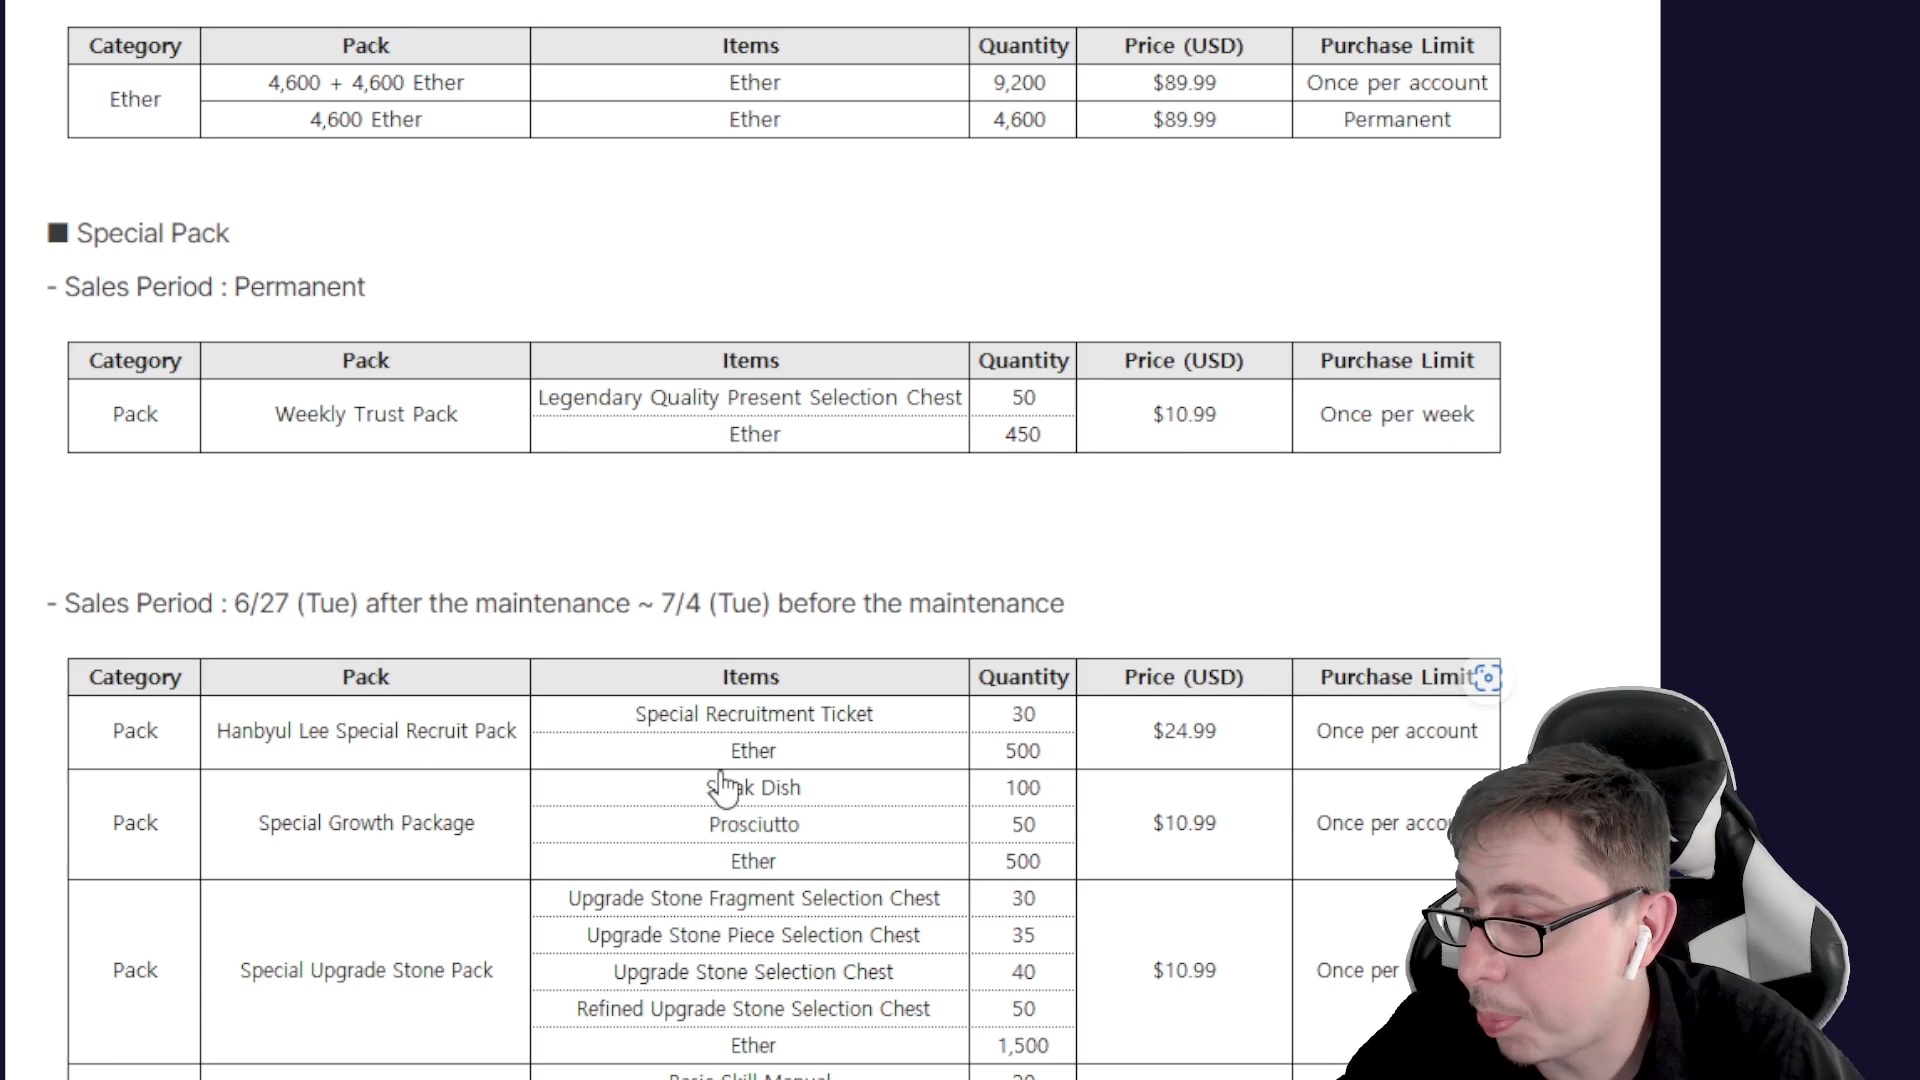 Category Pack Items Quantity Price (USD) Purchase Limit
Ether 4,600 + 4,600 Ether Ether 9,200 $89.99 Once per account
4,600 Ether Ether 4,600 $89.99 Permanent
■ Special Pack
- Sales Period : Permanent
Category Pack Items Quantity Price (USD) Purchase Limit
Pack Weekly Trust Pack Legendary Quality Present Selection Chest 50 $10.99 Once per week
Ether 450
- Sales Period : 6/27 (Tue) after the maintenance ~ 7/4 (Tue) before the maintenance
Category Pack Items Quantity Price (USD) Purchase Limit
Pack Hanbyul Lee Special Recruit Pack Special Recruitment Ticket 30 $24.99 Once per account
Ether 500
Pack Special Growth Package Dish 100 $10.99 Once per
Prosciutto 50
Ether 500
Pack Special Upgrade Stone Pack Upgrade Stone Fragment Selection Chest 30 $10.99 Once per
Upgrade Stone Piece Selection Chest 35
Upgrade Stone Selection Chest 40
Refined Upgrade Stone Selection Chest 50
Ether 1,500